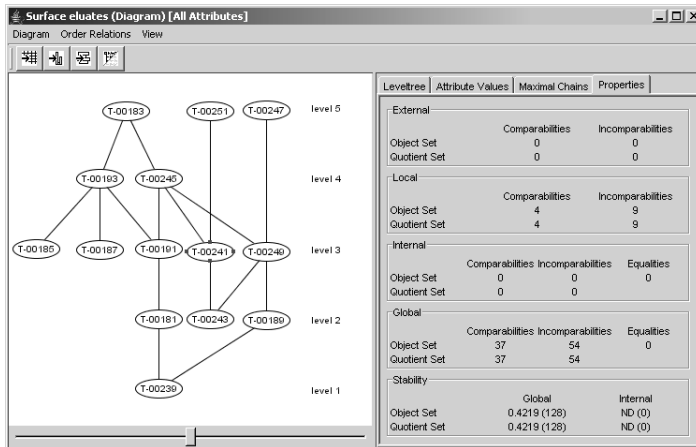 Surface eluates (Diagram) [All Attributes]
Diagram Order Relations View
T-00183 T-00251 T-00247 level 5
T-00193 T-00245 level 4
T-00185 T-00187 T-00191 T-00241 T-00249 level 3
T-00181 T-00243 T-00189 level 2
T-00239 level 1
Leveltree Attribute Values Maximal Chains Properties
External
Comparabilities Incomparabilities
Object Set 0 0
Quotient Set 0 0
Local
Comparabilities Incomparabilities
Object Set 4 9
Quotient Set 4 9
Internal
Comparabilities Incomparabilities Equalities
Object Set 0 0 0
Quotient Set 0 0
Global
Comparabilities Incomparabilities Equalities
Object Set 37 54 0
Quotient Set 37 54
Stability
Global Internal
Object Set 0.4219 (128) ND (0)
Quotient Set 0.4219 (128) ND (0)